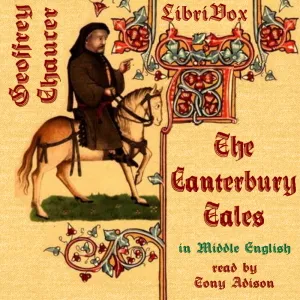 Geoffrey
Chaucer
LibriVox
The
Canterbury
Tales
in Middle English
read by
Tony Adison